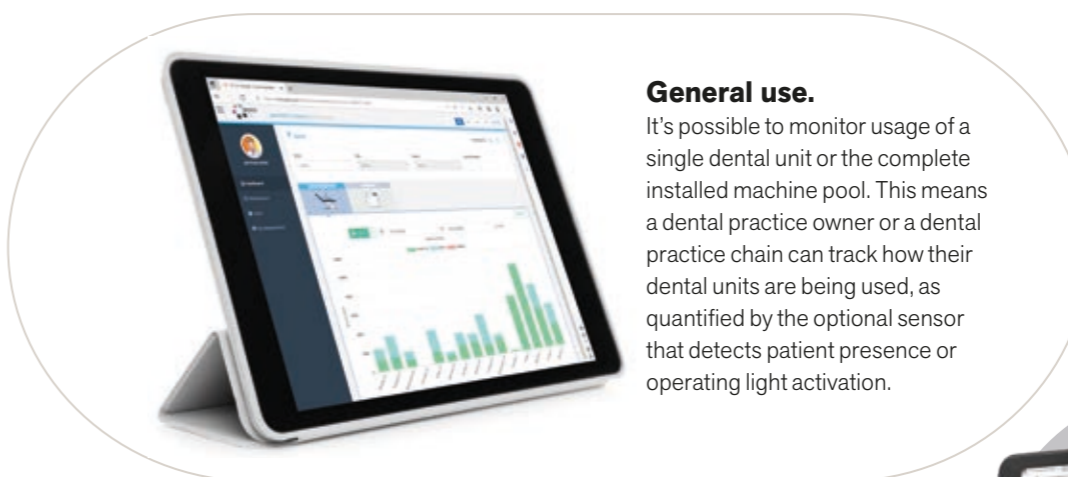 General use.
It’s possible to monitor usage of a
single dental unit or the complete
installed machine pool. This means
a dental practice owner or a dental
practice chain can track how their
dental units are being used, as
quantified by the optional sensor
that detects patient presence or
operating light activation.